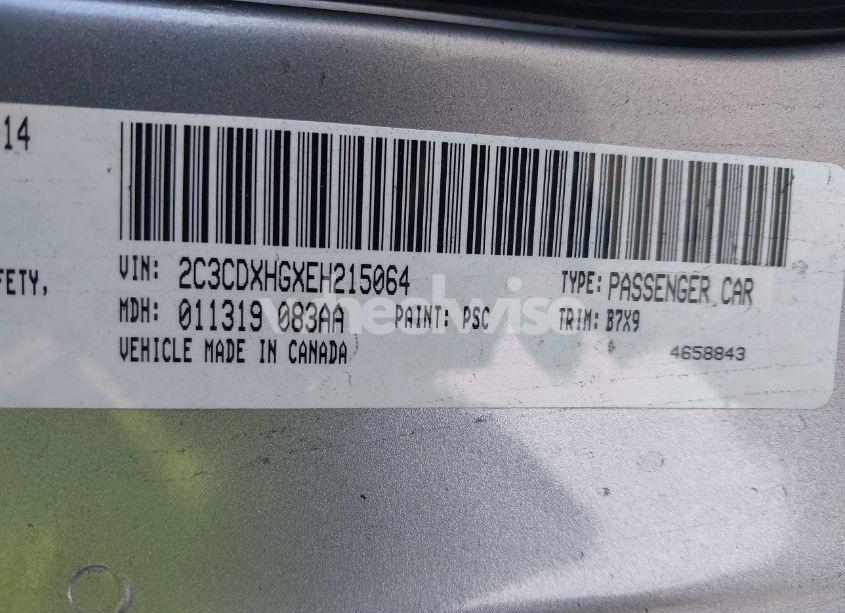 14
VIN: 2C3CDXHGXEH215064 TYPE: PASSENGER CAR
FETY,
MDH: 011319 083AA PAINT: PSC TRIM: B7X9
VEHICLE MADE IN CANADA 4658843
wheelwise